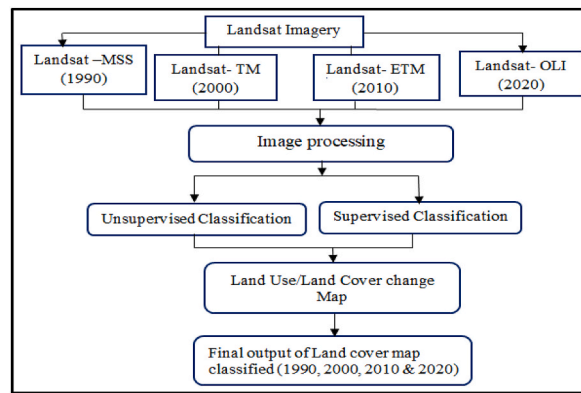 Landsat Imagery
Landsat –MSS
(1990)
Landsat- TM
(2000)
Landsat- ETM
(2010)
Landsat- OLI
(2020)
Image processing
Unsupervised Classification
Supervised Classification
Land Use/Land Cover change
Map
Final output of Land cover map
classified (1990, 2000, 2010 & 2020)